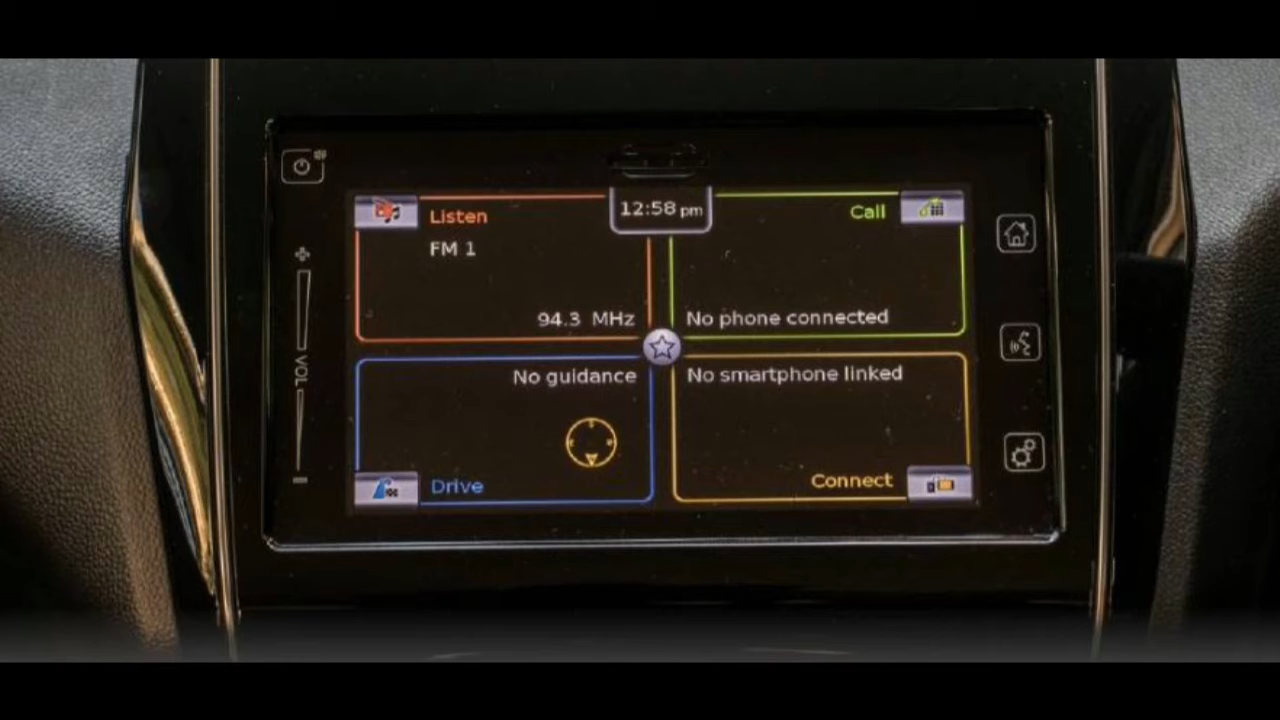 12:58 pm
Listen
FM 1
94.3 MHz
Call
No phone connected
No guidance
Drive
No smartphone linked
Connect
VOL